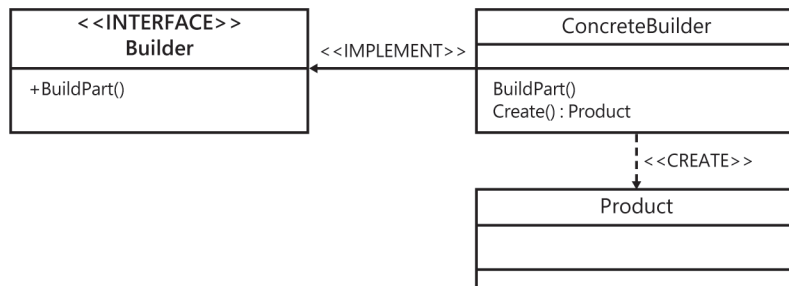 <<INTERFACE>>
Builder
+BuildPart()
<<IMPLEMENT>>
ConcreteBuilder
BuildPart()
Create() : Product
<<CREATE>>
Product